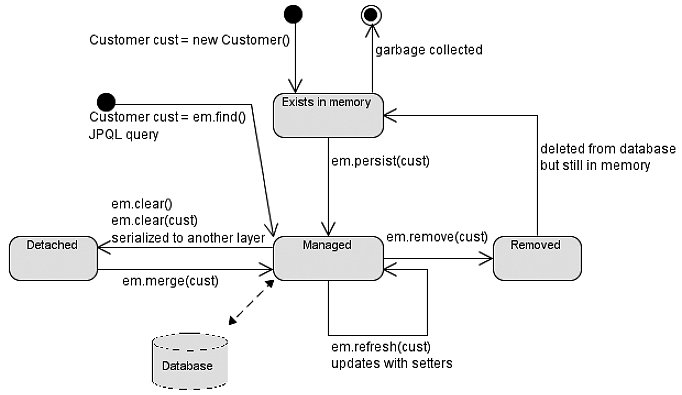 Customer cust = new Customer()
garbage collected
Exists in memory
Customer cust = em.find()
JPQL query
em.persist(cust)
deleted from database
but still in memory
em.clear()
em.clear(cust)
serialized to another layer
Detached
Managed
em.remove(cust)
Removed
em.merge(cust)
em.refresh(cust)
updates with setters
Database